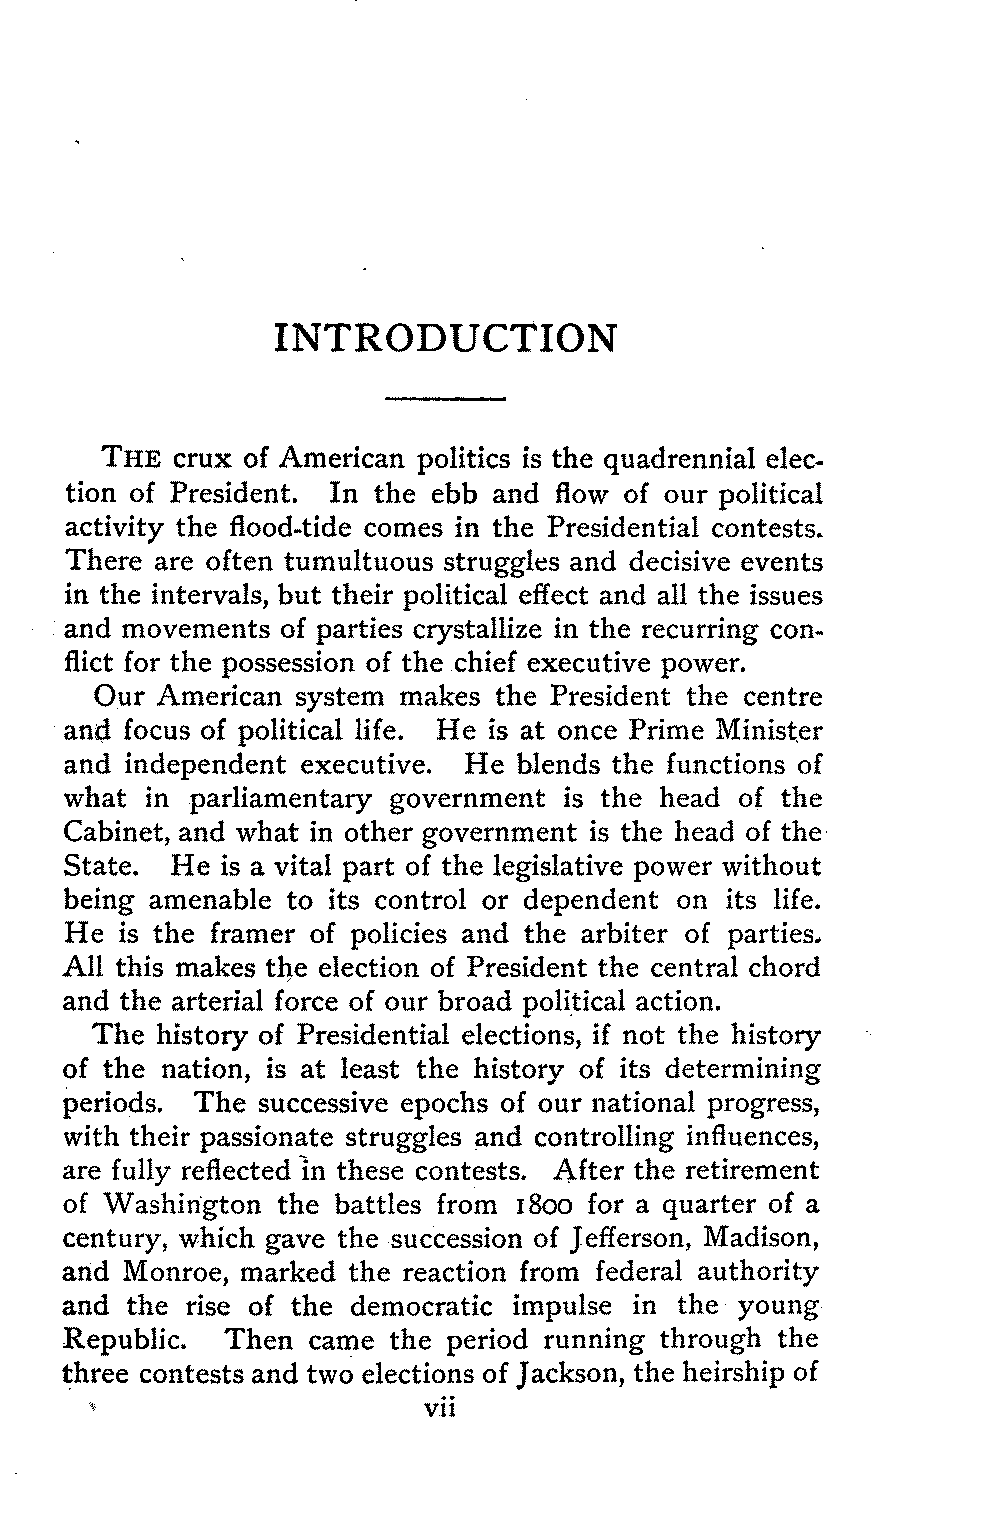 INTRODUCTION
THE crux of American politics is the quadrennial elec-
tion of President. In the ebb and flow of our political
activity the flood-tide comes in the Presidential contests.
There are often tumultuous struggles and decisive events
in the intervals, but their political effect and all the issues
and movements of parties crystallize in the recurring con-
flict for the possession of the chief executive power.
Our American system makes the President the centre
and focus of political life. He is at once Prime Minister
and independent executive. He blends the functions of
what in parliamentary government is the head of the
Cabinet, and what in other government is the head of the
State. He is a vital part of the legislative power without
being amenable to its control or dependent on its life.
He is the framer of policies and the arbiter of parties.
All this makes the election of President the central chord
and the arterial force of our broad political action.
The history of Presidential elections, if not the history
of the nation, is at least the history of its determining
periods. The successive epochs of our national progress,
with their passionate struggles and controlling influences,
are fully reflected in these contests. After the retirement
of Washington the battles from 1800 for a quarter of a
century, which gave the succession of Jefferson, Madison,
and Monroe, marked the reaction from federal authority
and the rise of the democratic impulse in the young
Republic. Then came the period running through the
three contests and two elections of Jackson, the heirship of
vii